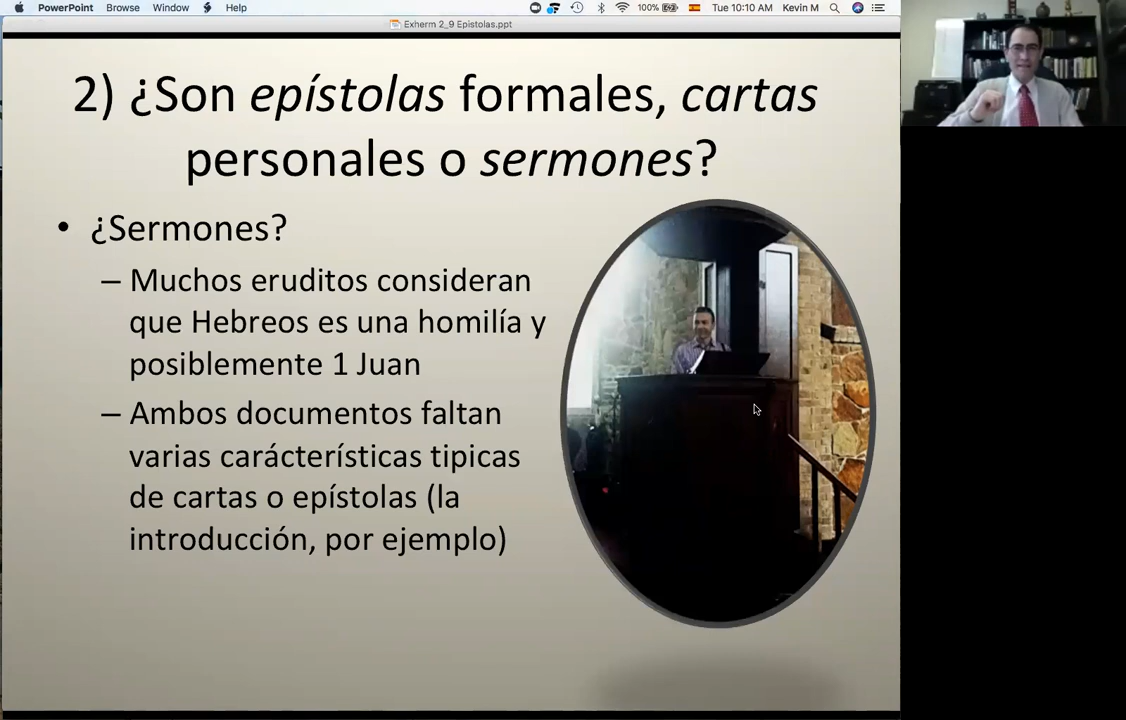 PowerPoint Browse Window Help 100% Tue 10:10 AM Kevin M
Exherm 2_9 Epistolas.ppt
2) ¿Son epístolas formales, cartas
personales o sermones?
• ¿Sermones?
– Muchos eruditos consideran
que Hebreos es una homilía y
posiblemente 1 Juan
– Ambos documentos faltan
varias carácterísticas tipicas
de cartas o epístolas (la
introducción, por ejemplo)